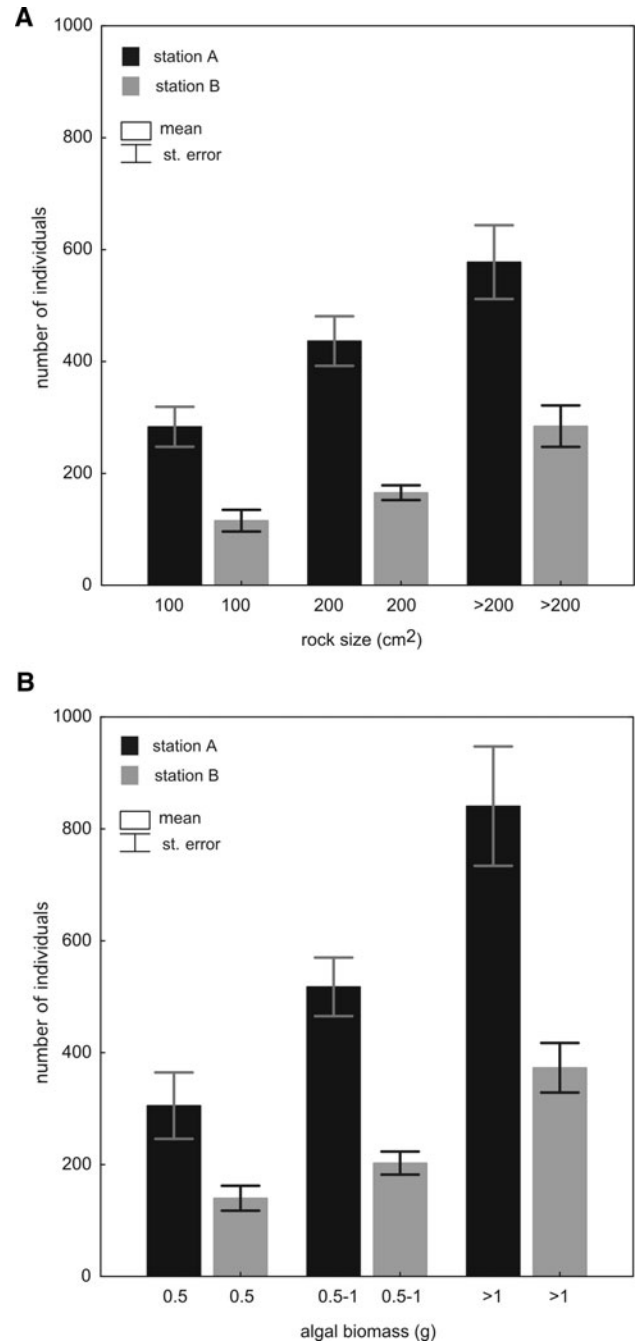 A
1000
station A
station B
mean
st. error
800
600
400
200
0
number of individuals
100 100 200 200 >200 >200
rock size (cm2)
B
1000
station A
station B
mean
st. error
800
600
400
200
0
number of individuals
0.5 0.5 0.5-1 0.5-1 >1 >1
algal biomass (g)